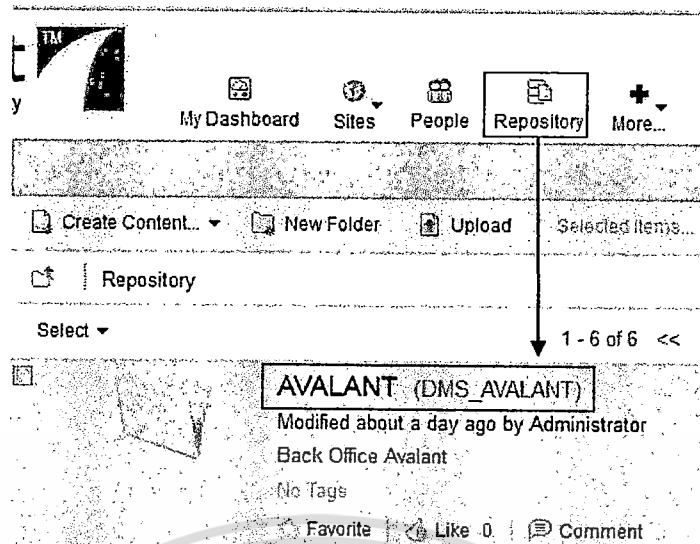 TM
t
y
My Dashboard Sites People Repository More...
Create Content... New Folder Upload Selected Items...
Repository
Select 1 - 6 of 6 <<
AVALANT (DMS_AVALANT)
Modified about a day ago by Administrator
Back Office Avalant
No Tags
Favorite Like 0 Comment